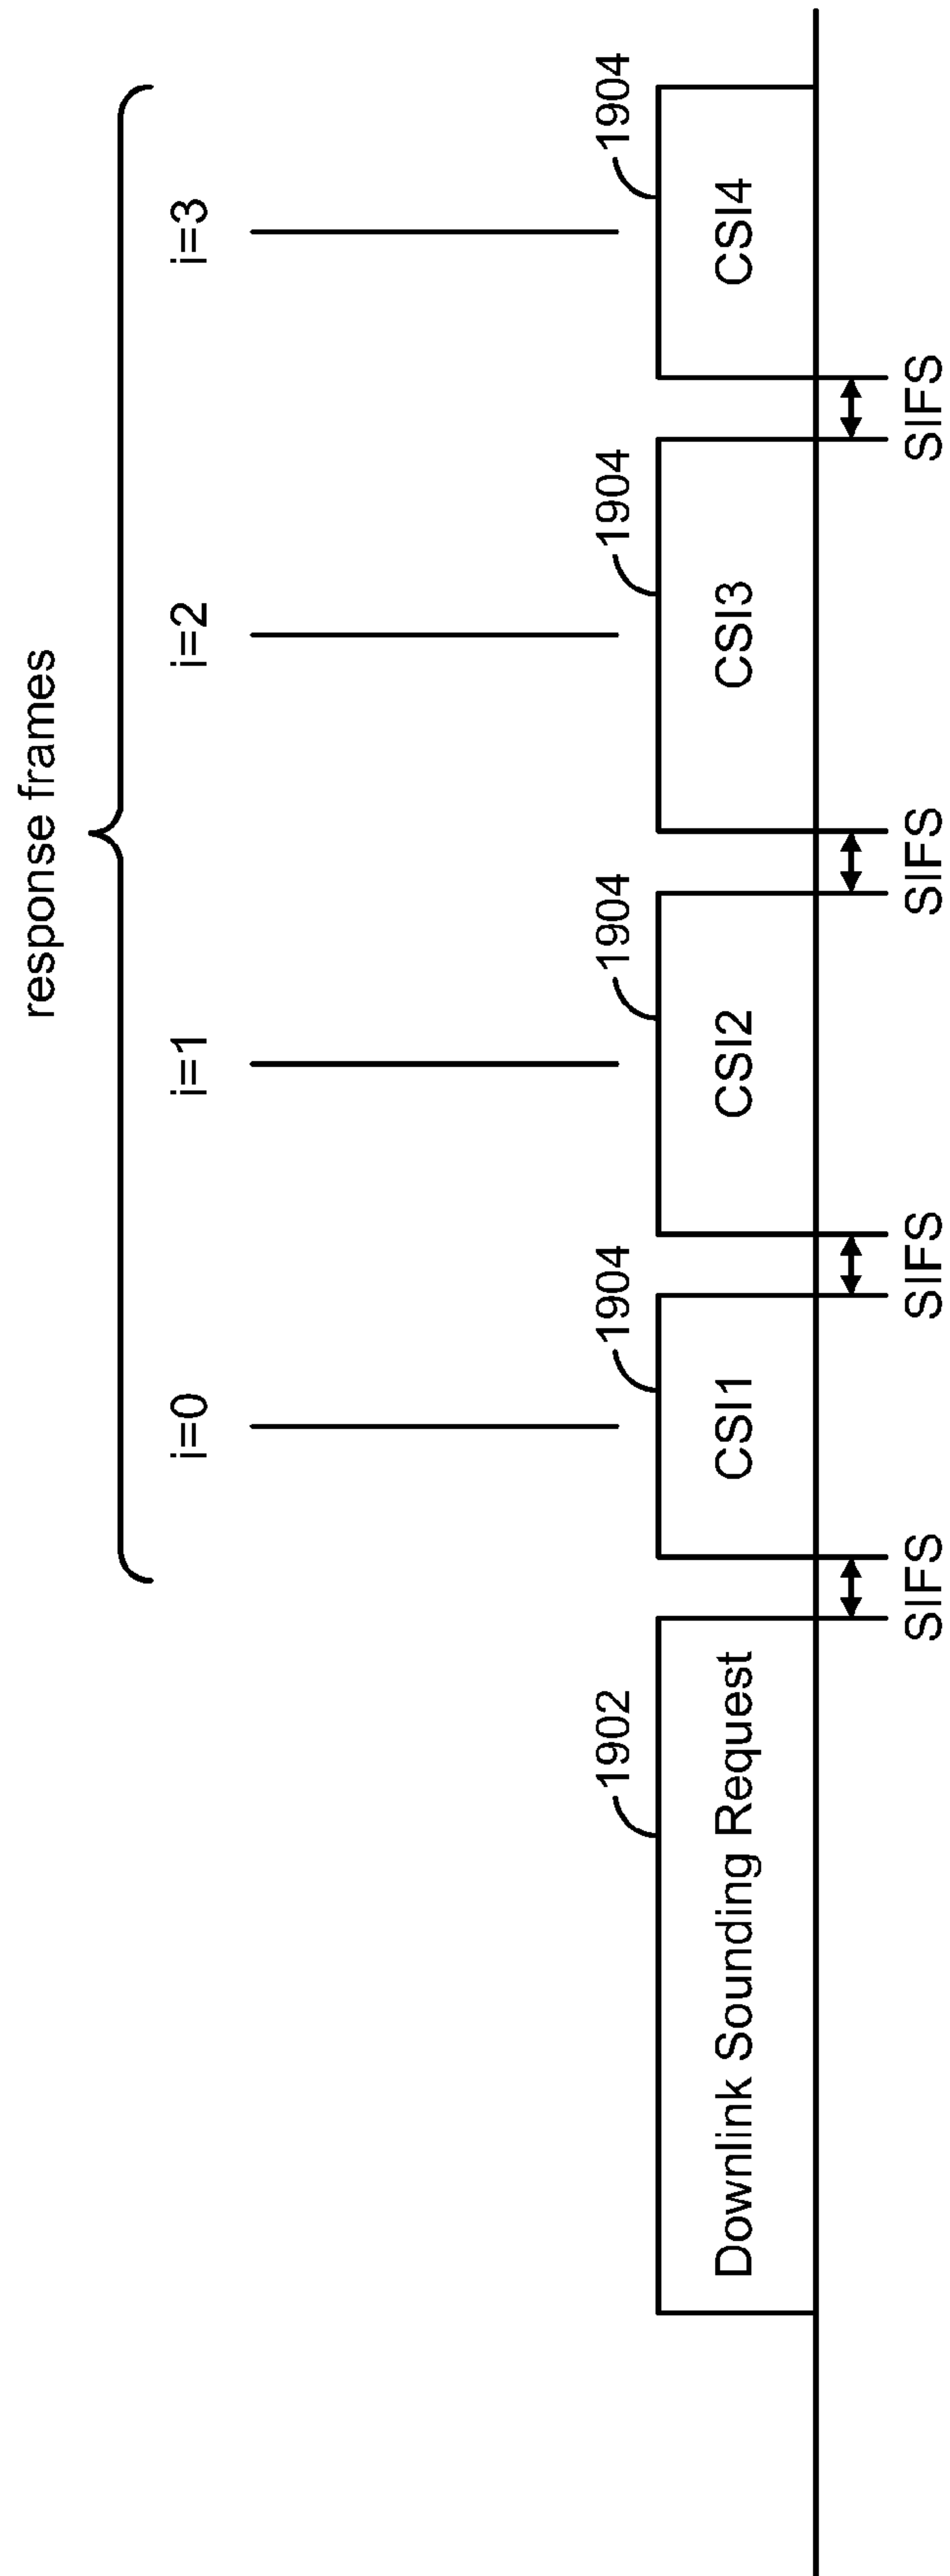 response frames
i=0
i=1
i=2
i=3
1902
1904
1904
1904
1904
Downlink Sounding Request
CSI1
CSI2
CSI3
CSI4
SIFS
SIFS
SIFS
SIFS